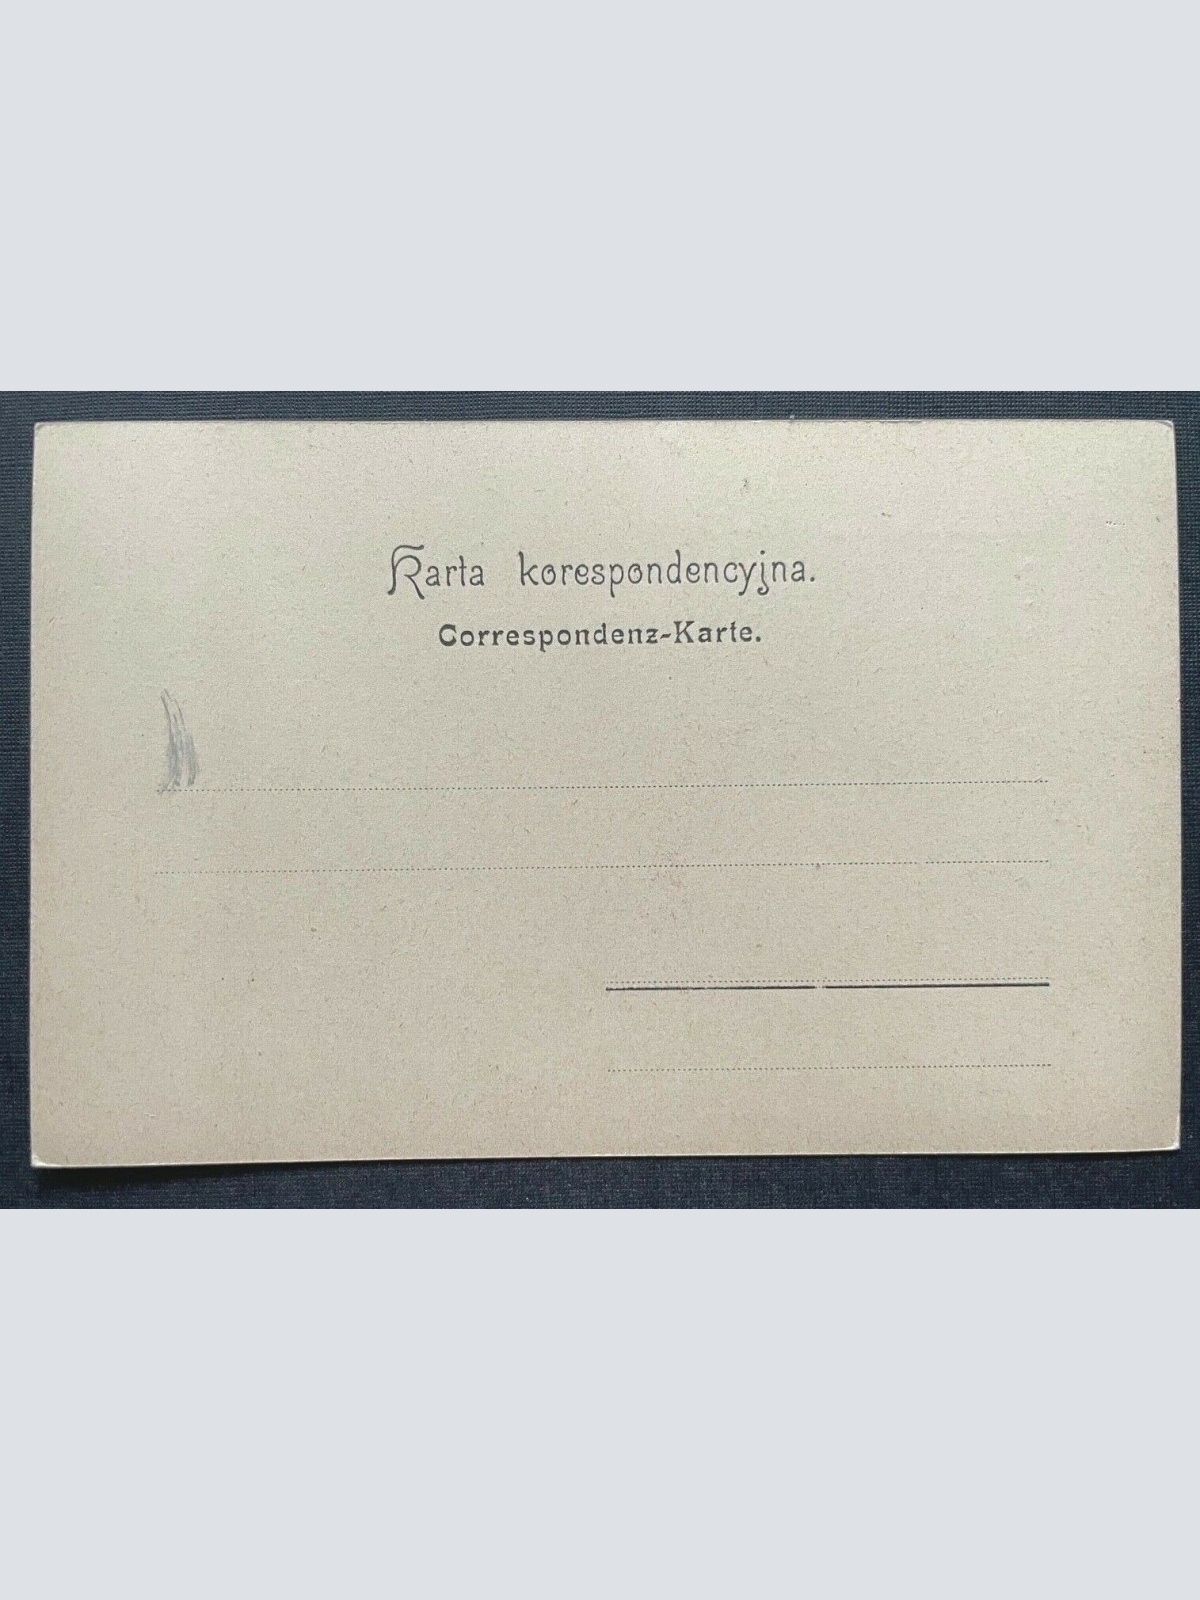 Karta korespondencyjna.
Correspondenz-Karte.